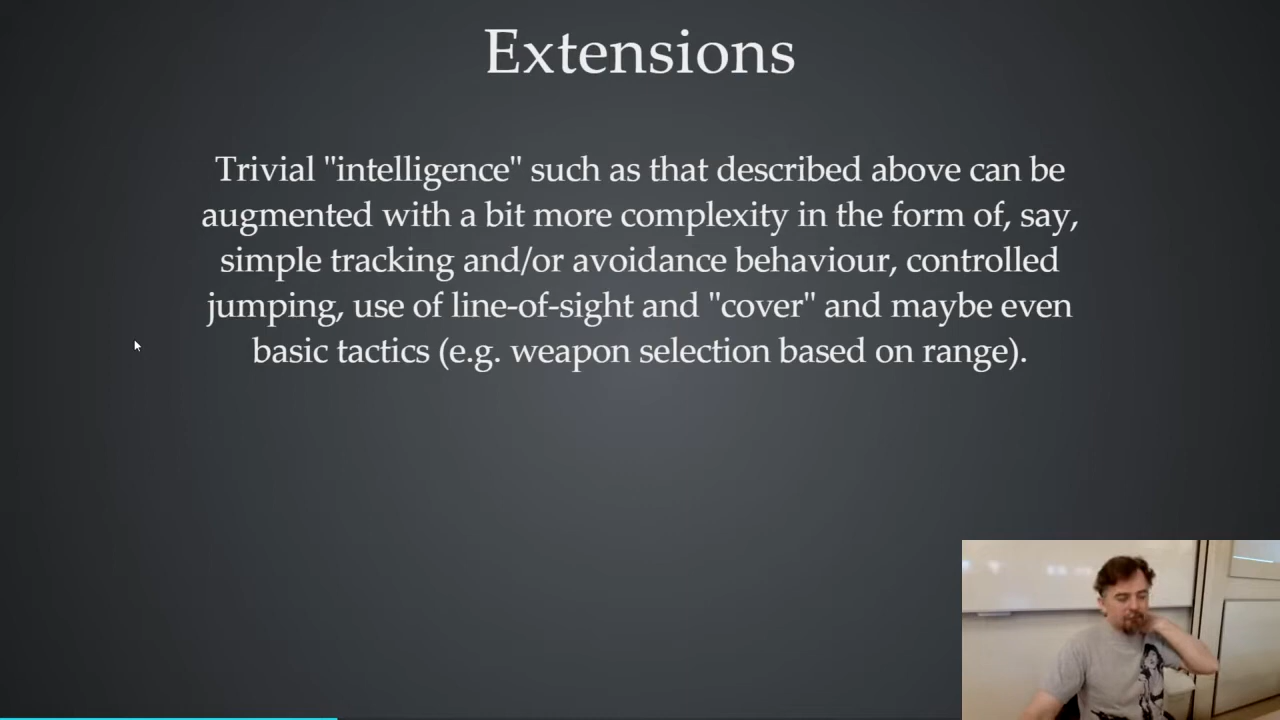 Extensions
Trivial "intelligence" such as that described above can be
augmented with a bit more complexity in the form of, say,
simple tracking and/or avoidance behaviour, controlled
jumping, use of line-of-sight and "cover" and maybe even
basic tactics (e.g. weapon selection based on range).